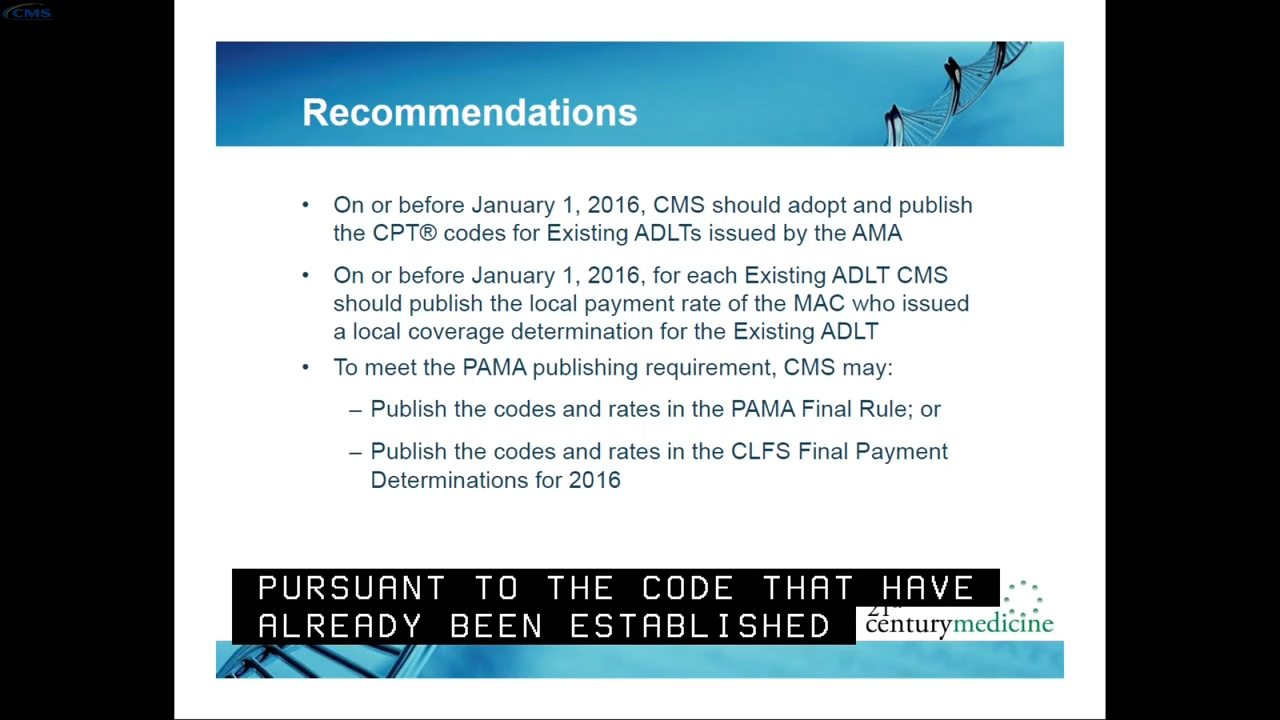 CMS
Recommendations
• On or before January 1, 2016, CMS should adopt and publish
the CPT® codes for Existing ADLTs issued by the AMA
• On or before January 1, 2016, for each Existing ADLT CMS
should publish the local payment rate of the MAC who issued
a local coverage determination for the Existing ADLT
• To meet the PAMA publishing requirement, CMS may:
– Publish the codes and rates in the PAMA Final Rule; or
– Publish the codes and rates in the CLFS Final Payment
Determinations for 2016
PURSUANT TO THE CODE THAT HAVE
ALREADY BEEN ESTABLISHED
21st
centurymedicine